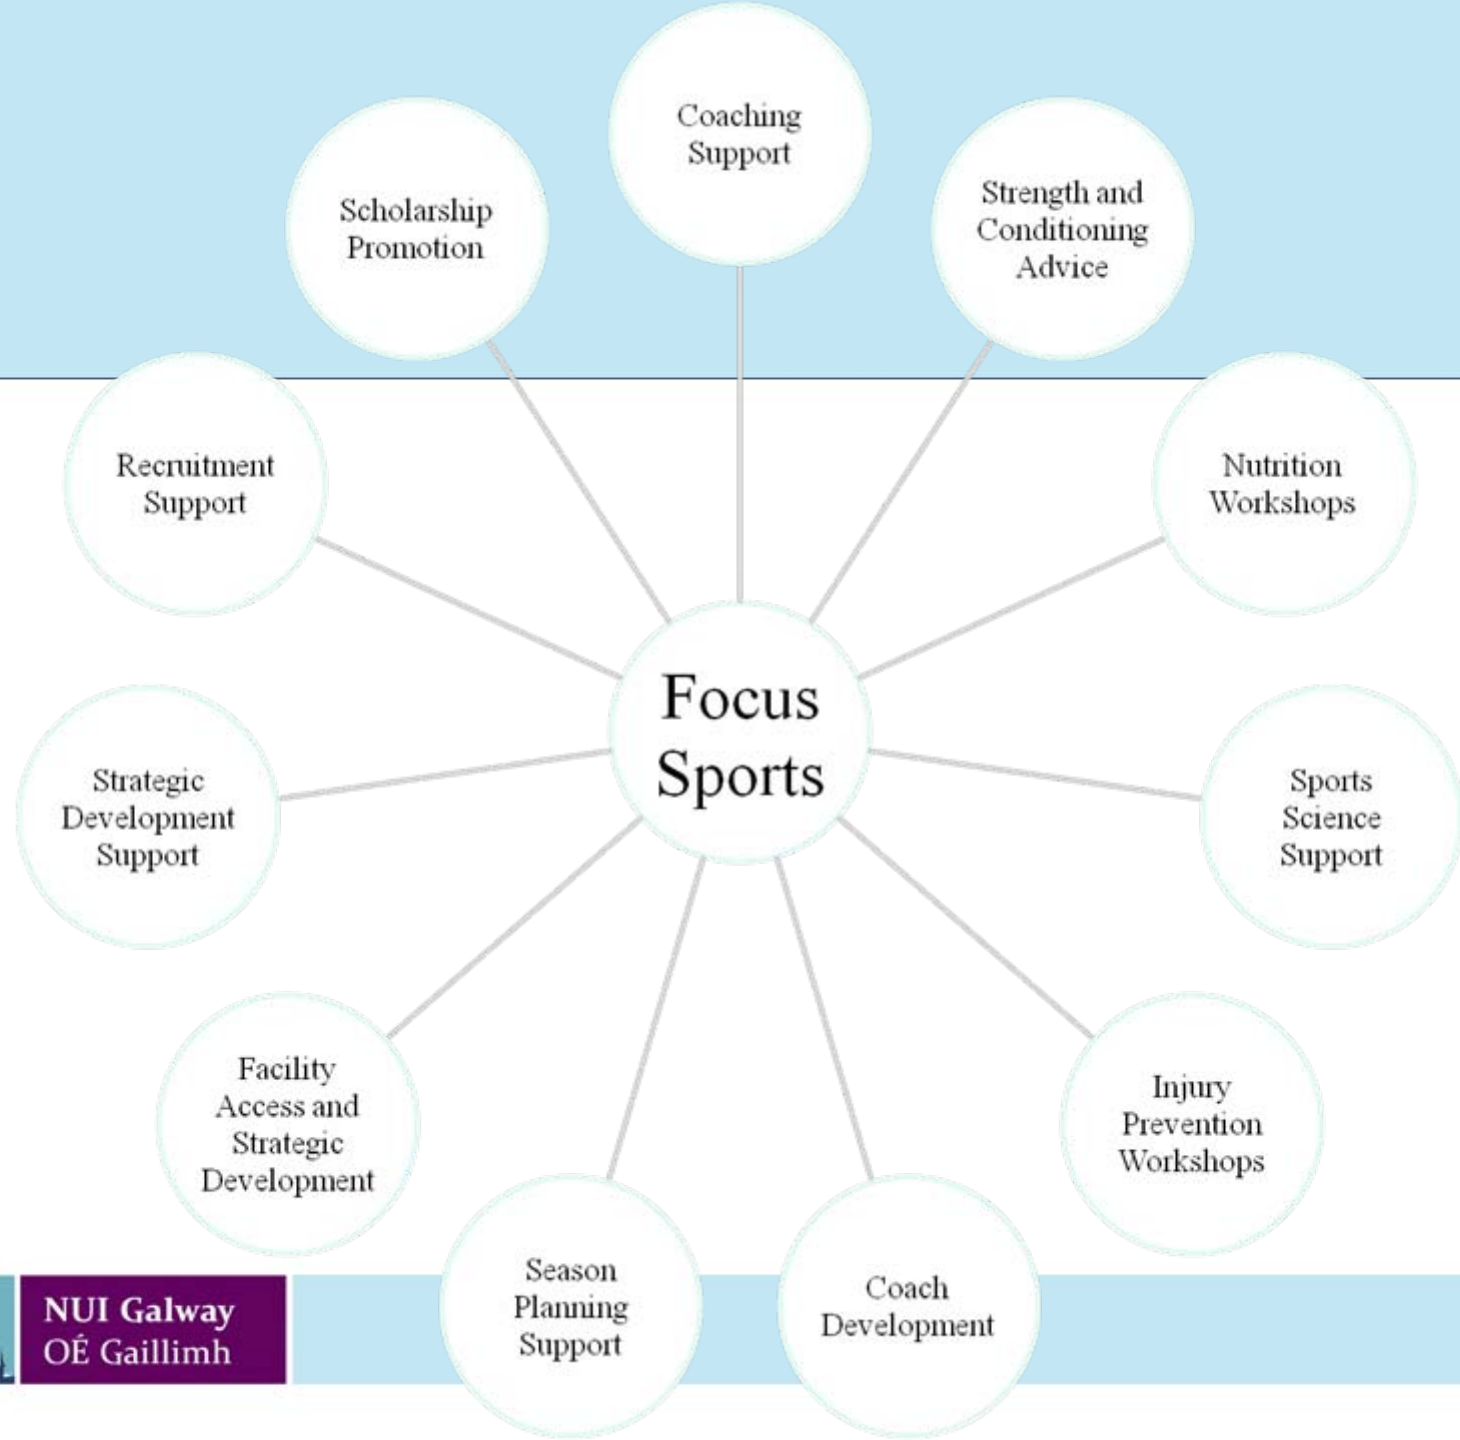 Coaching
Support
Strength and
Conditioning
Advice
Nutrition
Workshops
Sports
Science
Support
Injury
Prevention
Workshops
Coach
Development
Season
Planning
Support
Facility
Access and
Strategic
Development
Strategic
Development
Support
Recruitment
Support
Scholarship
Promotion
Focus
Sports
NUI Galway
OÉ Gaillimh